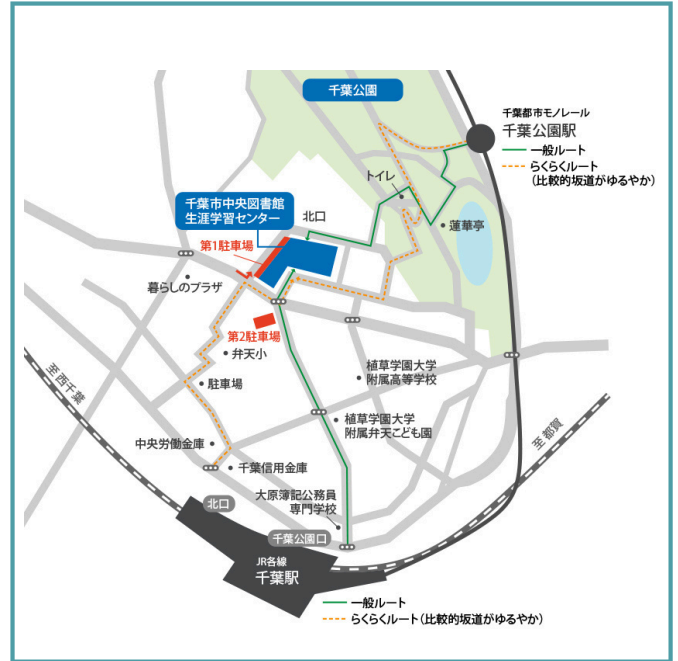 千葉公園
千葉都市モノレール
千葉公園駅
一般ルート
らくらくルート
(比較的坂道がゆるやか)
トイレ
千葉市中央図書館
生涯学習センター
北口
蓮華亭
第1駐車場
暮らしのプラザ
第2駐車場
弁天小
至西千葉
駐車場
植草学園大学
附属高等学校
植草学園大学
附属弁天こども園
至都賀
中央労働金庫
千葉信用金庫
大原簿記公務員
専門学校
北口
千葉公園口
JR各線
千葉駅
一般ルート
らくらくルート(比較的坂道がゆるやか)